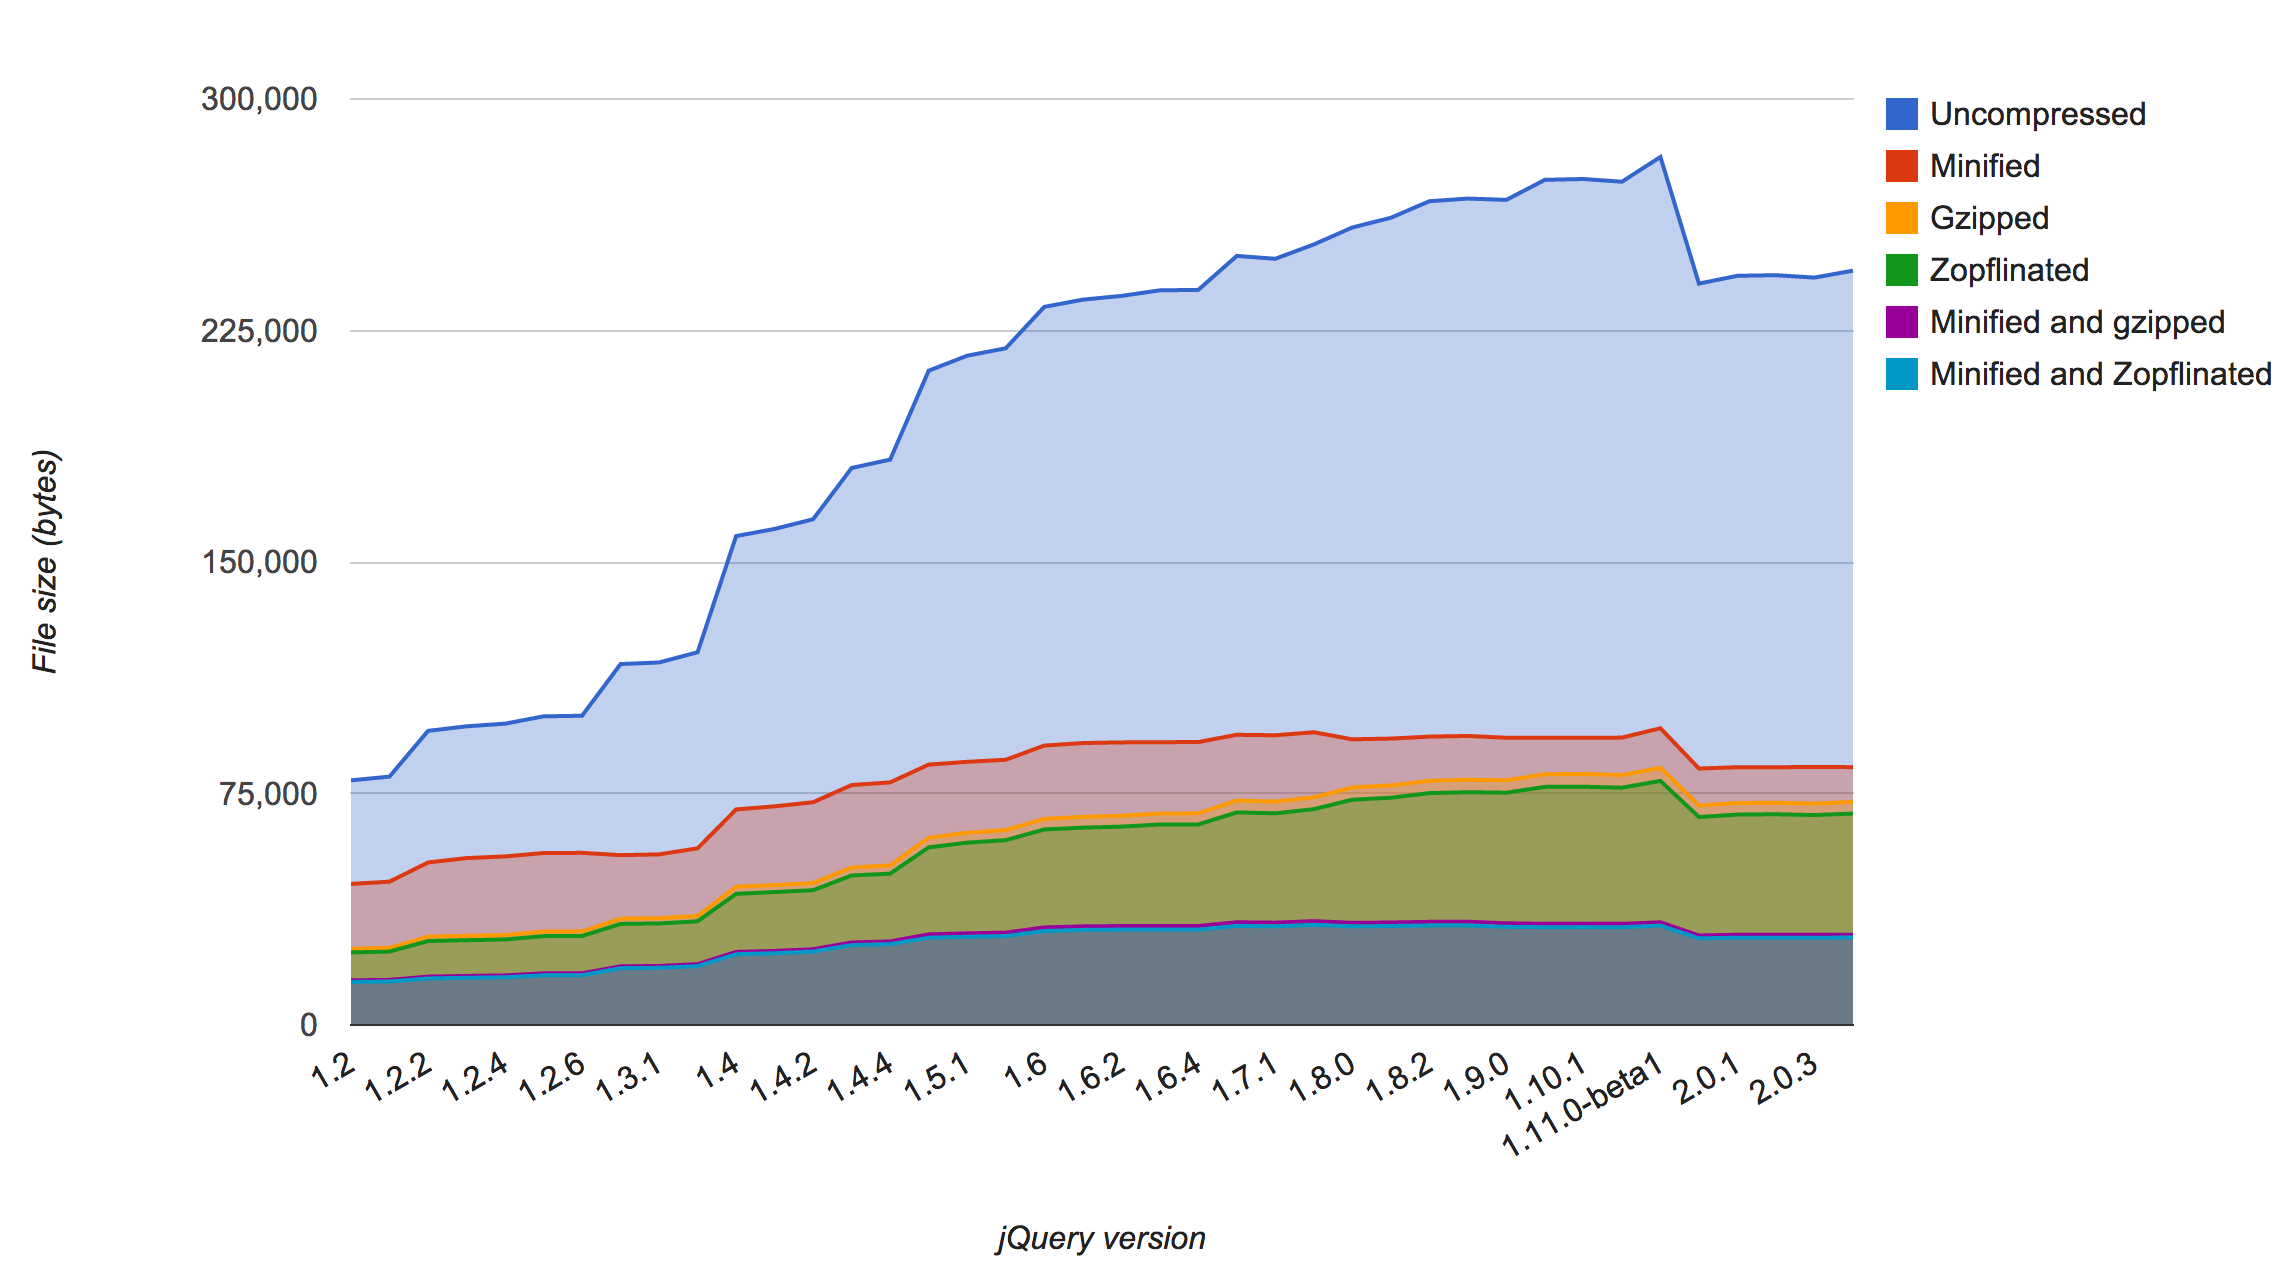 300,000
225,000
150,000
75,000
0
File size (bytes)
1.2
1.2.2
1.2.4
1.2.6
1.3.1
1.4
1.4.2
1.4.4
1.5.1
1.6
1.6.2
1.6.4
1.7.1
1.8.0
1.8.2
1.9.0
1.10.1
1.11.0-beta1
2.0.1
2.0.3
jQuery version
Uncompressed
Minified
Gzipped
Zopflinated
Minified and gzipped
Minified and Zopflinated